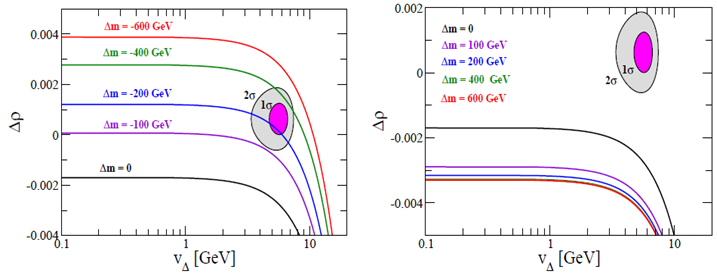 Δm = -600 GeV
Δm = -400 GeV
Δm = -200 GeV
Δm = -100 GeV
Δm = 0
2σ
1σ
0.004
0.002
0
-0.002
-0.004
Δρ
0.1
1
10
v_Δ [GeV]
0.002
0
-0.002
-0.004
Δρ
Δm = 0
Δm = 100 GeV
Δm = 200 GeV
Δm = 400 GeV
Δm = 600 GeV
2σ
1σ
0.1
1
10
v_Δ [GeV]